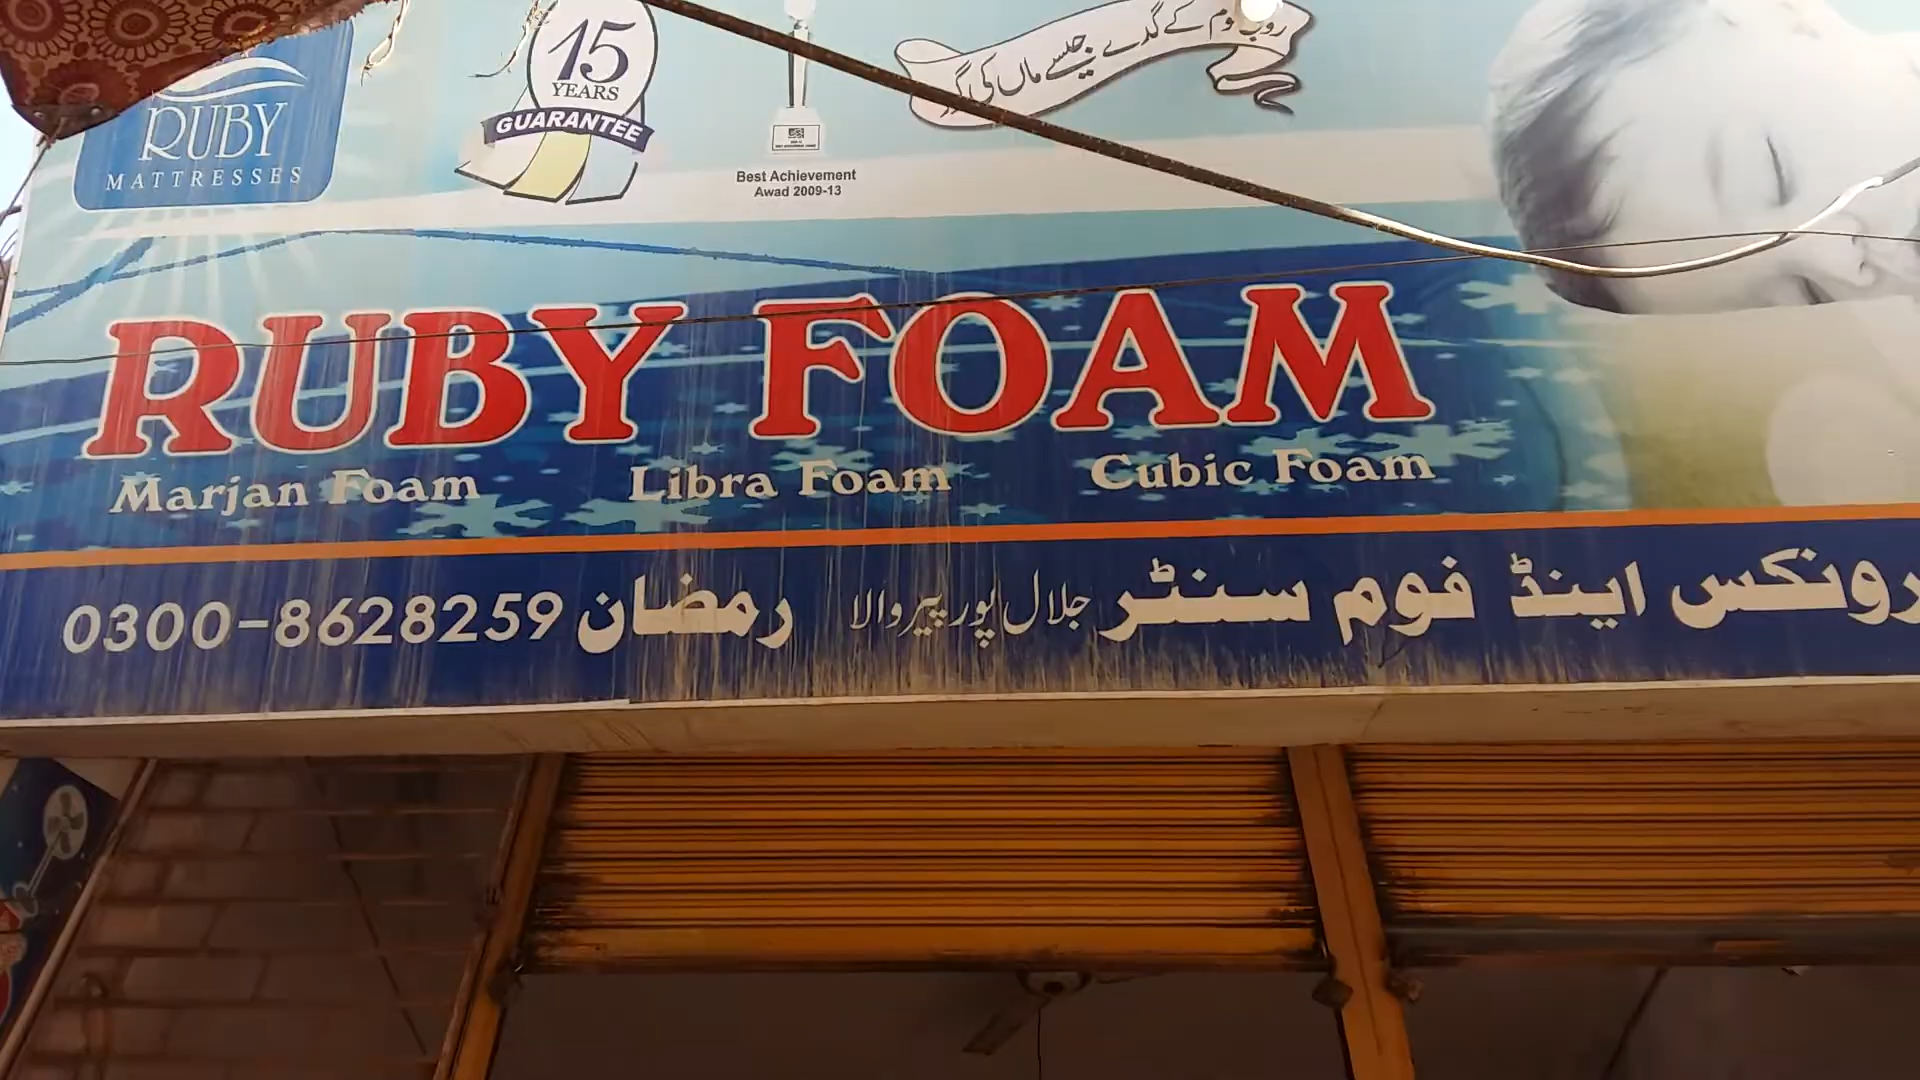 RUBY
MATTRESSES
15
YEARS
GUARANTEE
Best Achievement
Awad 2009-13
روبی فوم کے گدے جیسے ماں کی گود
RUBY FOAM
Marjan Foam Libra Foam Cubic Foam
رونکس اینڈ فوم سنٹر جلال پور پیروالا رمضان 0300-8628259